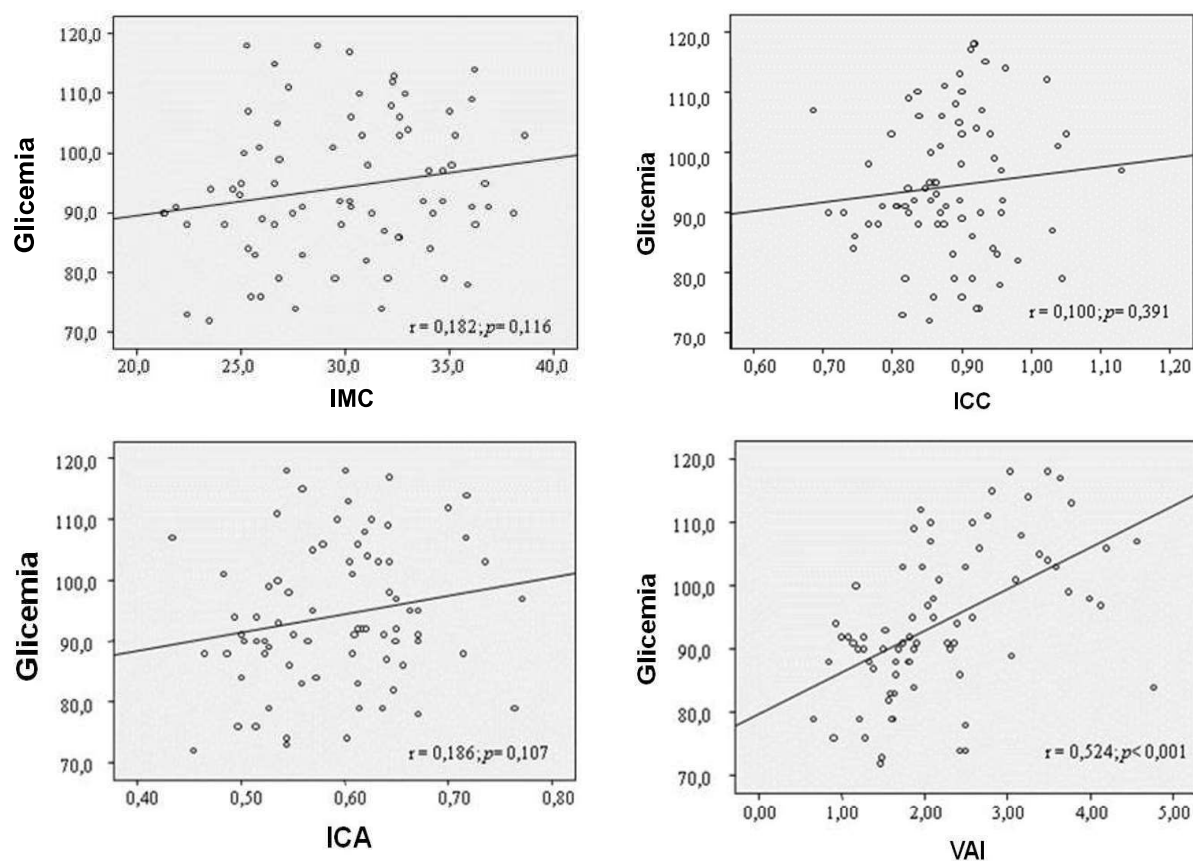 120,0
110,0
100,0
90,0
80,0
70,0
Glicemia
r = 0,182; p= 0,116
20,0 25,0 30,0 35,0 40,0
IMC
120,0
110,0
100,0
90,0
80,0
70,0
Glicemia
r = 0,100; p= 0,391
0,60 0,70 0,80 0,90 1,00 1,10 1,20
ICC
120,0
110,0
100,0
90,0
80,0
70,0
Glicemia
r = 0,186; p= 0,107
0,40 0,50 0,60 0,70 0,80
ICA
120,0
110,0
100,0
90,0
80,0
70,0
Glicemia
r = 0,524; p< 0,001
0,00 1,00 2,00 3,00 4,00 5,00
VAI